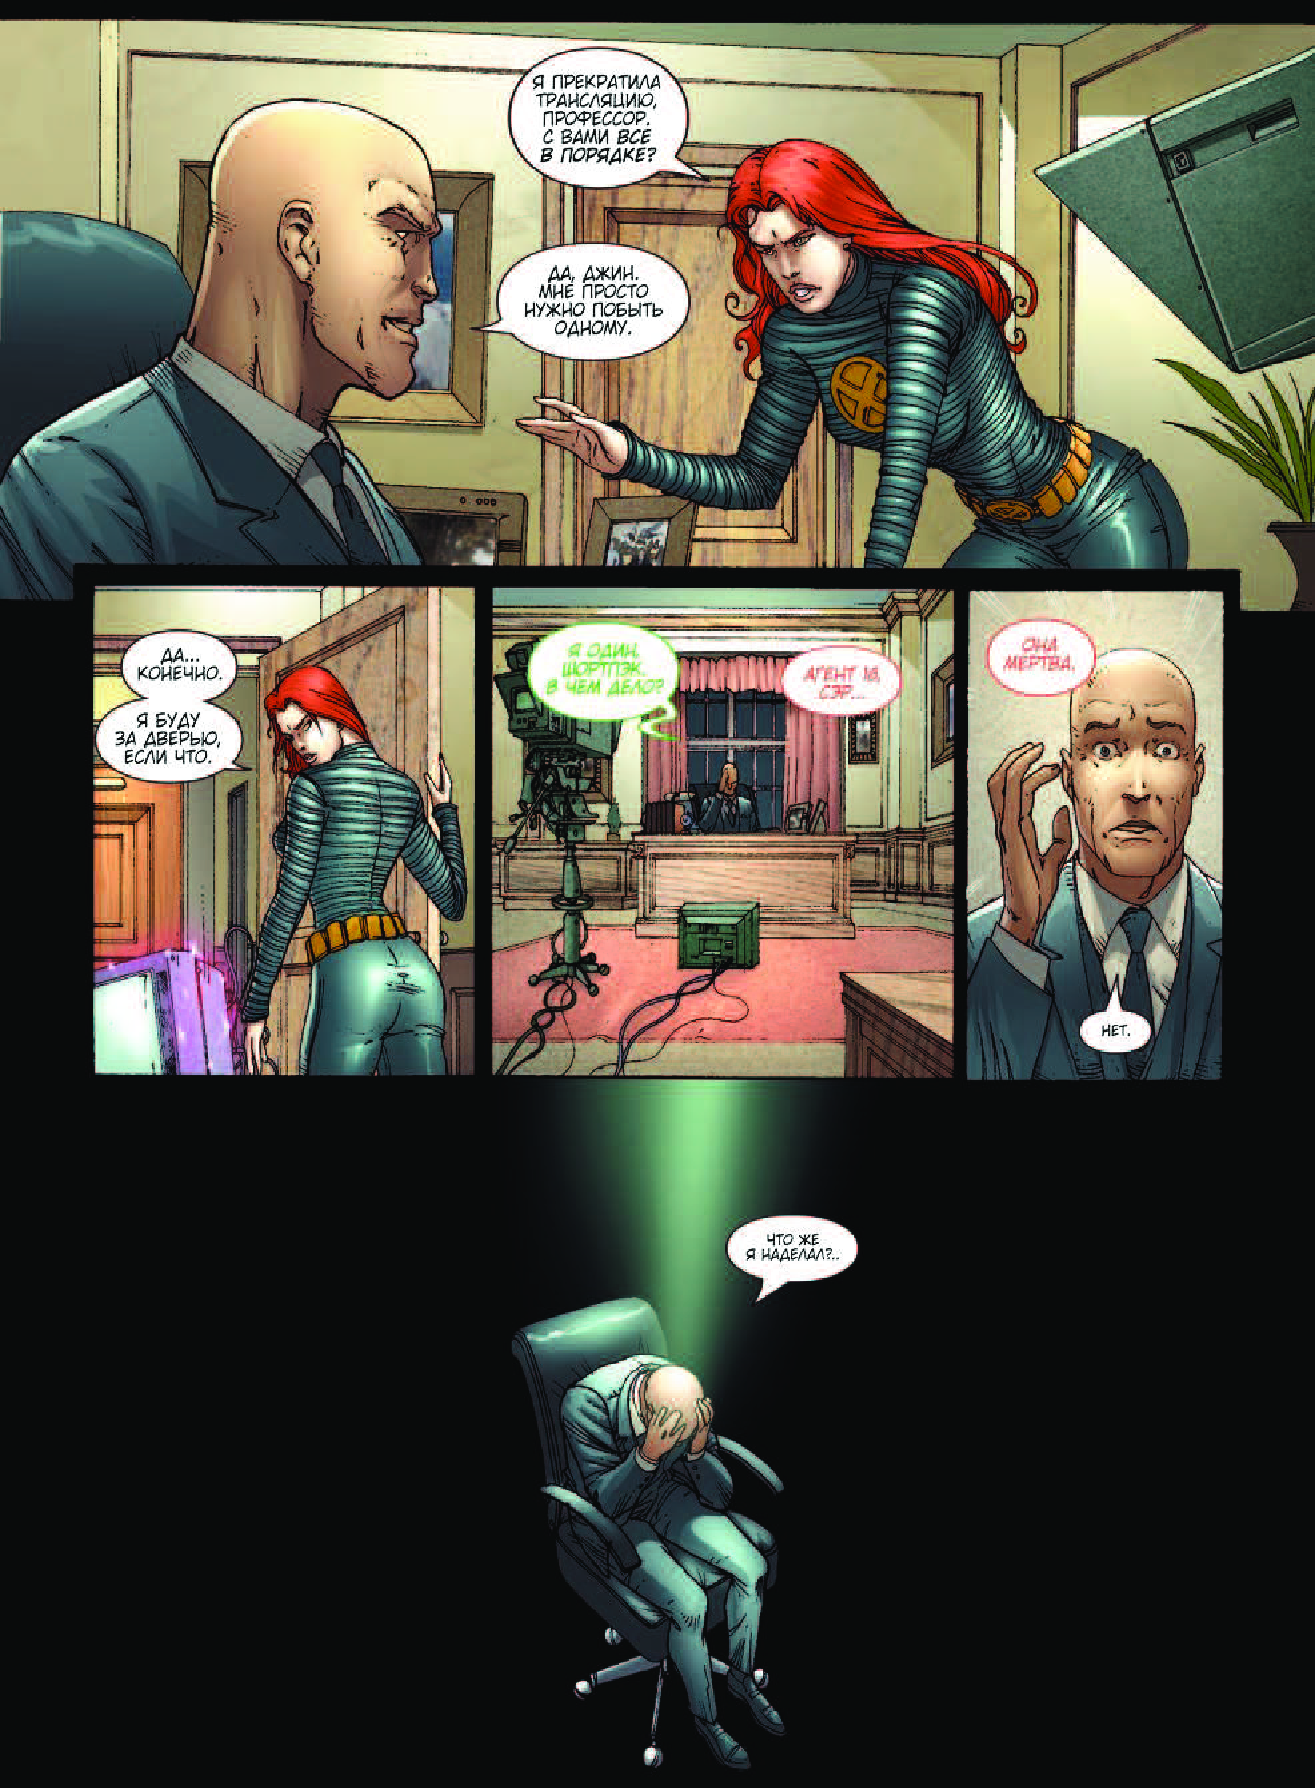 Я ПРЕКРАТИЛА
ТРАНСЛЯЦИЮ,
ПРОФЕССОР.
С ВАМИ ВСЕ
В ПОРЯДКЕ?
ДА, ДЖИН.
МНЕ ПРОСТО
НУЖНО ПОБЫТЬ
ОДНОМУ.
ДА...
КОНЕЧНО.
Я БУДУ
ЗА ДВЕРЬЮ,
ЕСЛИ ЧТО.
Я ОДИН,
ШОРТПЭК.
В ЧЕМ ДЕЛО?
АГЕНТ 18,
СЭР...
ОНА
МЕРТВА.
НЕТ.
ЧТО ЖЕ
Я НАДЕЛАЛ?..